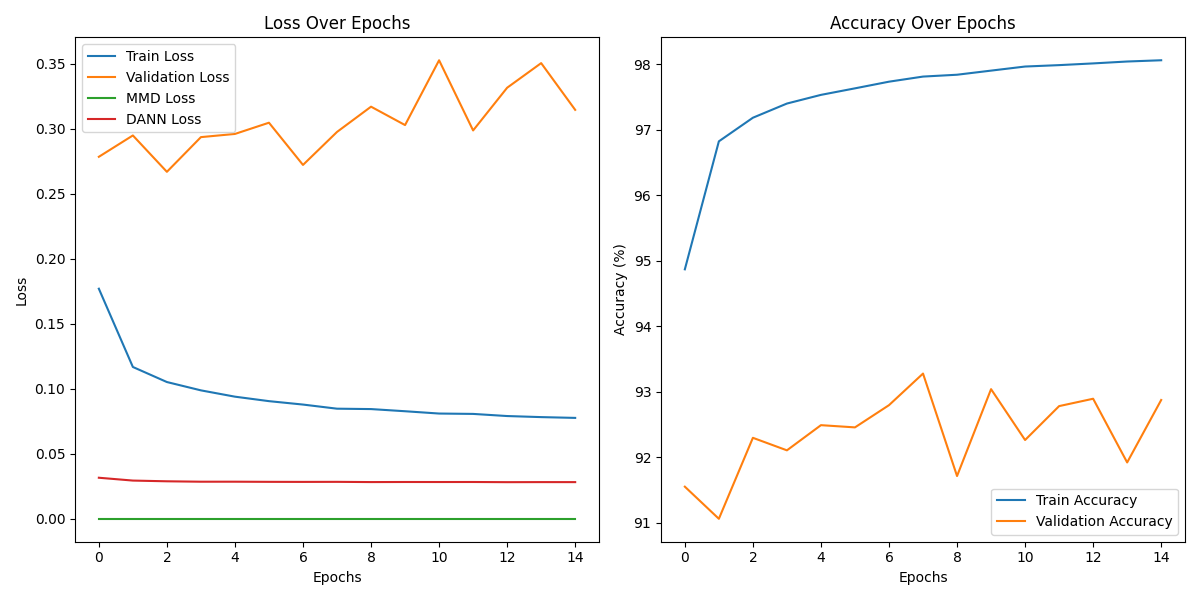 Loss Over Epochs
Train Loss
Validation Loss
MMD Loss
DANN Loss
0.35
0.30
0.25
0.20
0.15
0.10
0.05
0.00
Loss
0 2 4 6 8 10 12 14
Epochs
Accuracy Over Epochs
98
97
96
95
94
93
92
91
Accuracy (%)
Train Accuracy
Validation Accuracy
0 2 4 6 8 10 12 14
Epochs